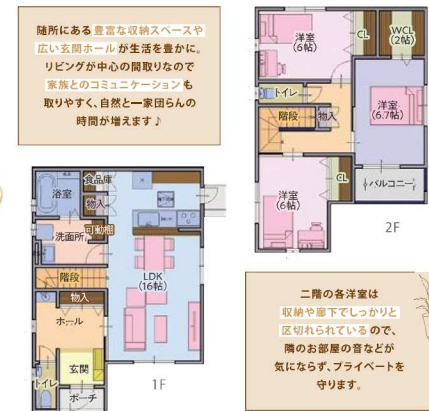 随所にある豊富な収納スペースや
広い玄関ホールが生活を豊かに。
リビングが中心の間取りなので
家族とのコミュニケーションも
取りやすく、自然と一家団らんの
時間が増えます♪
洋室
(6帖)
CL
WCL
(2帖)
トイレ
階段
物入
洋室
(6.7帖)
洋室
(6帖)
CL
バルコニー
2F
浴室
食品庫
物入
洗面所
可動棚
階段
LDK
(16帖)
物入
ホール
玄関
トイレ
ポーチ
1F
二階の各洋室は
収納や廊下でしっかりと
区切れられているので、
隣のお部屋の音などが
気にならず、プライベートを
守ります。